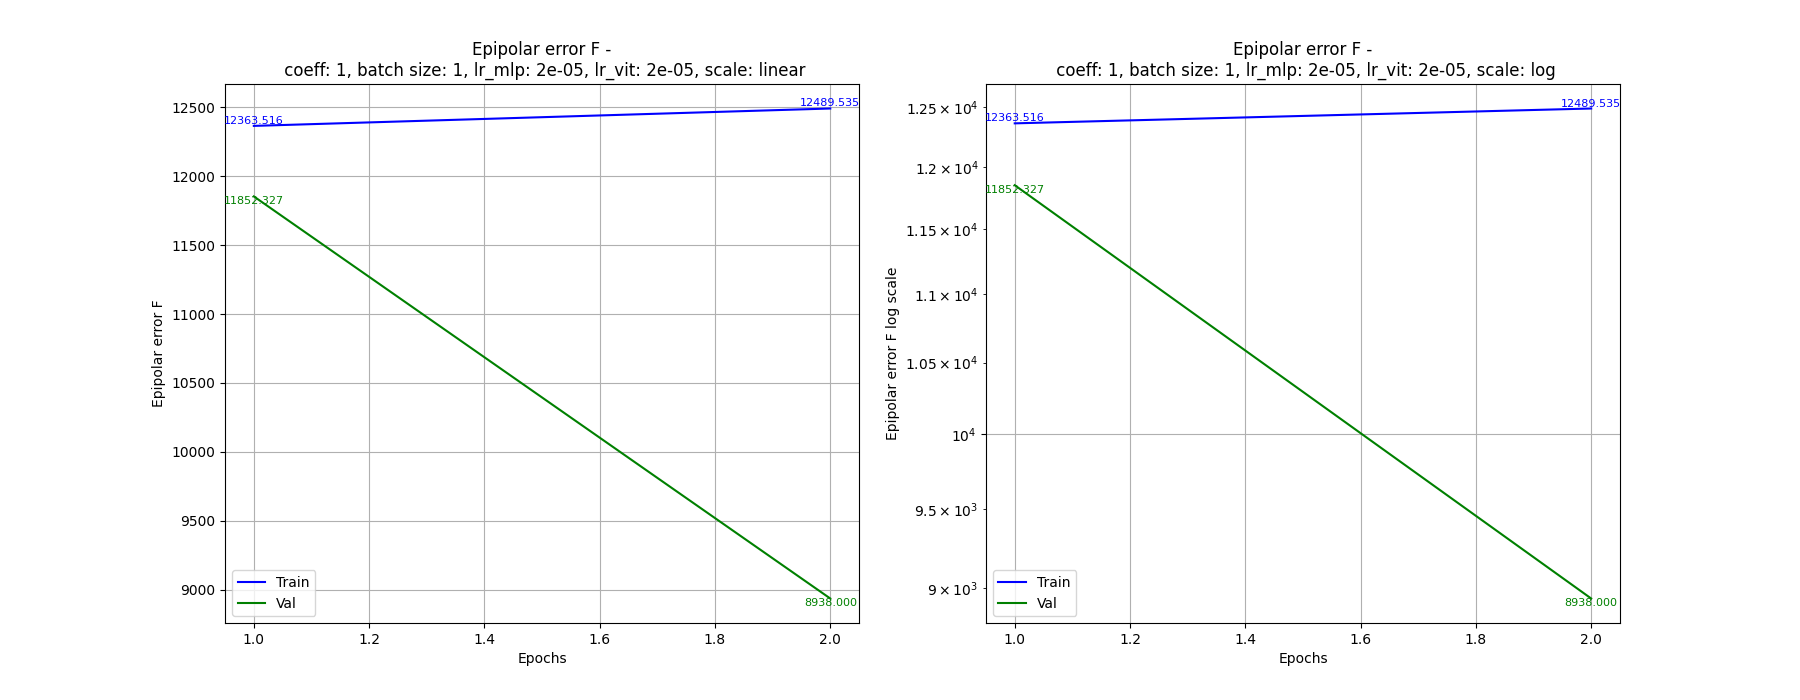 Epipolar error F -
coeff: 1, batch size: 1, lr_mlp: 2e-05, lr_vit: 2e-05, scale: linear
12500
12000
11500
11000
10500
10000
9500
9000
Epipolar error F
12363.516
12489.535
11852.327
8938.000
Train
Val
1.0
1.2
1.4
1.6
1.8
2.0
Epochs
Epipolar error F -
coeff: 1, batch size: 1, lr_mlp: 2e-05, lr_vit: 2e-05, scale: log
1.25 × 10⁴
1.2 × 10⁴
1.15 × 10⁴
1.1 × 10⁴
1.05 × 10⁴
10⁴
9.5 × 10³
9 × 10³
Epipolar error F log scale
12363.516
12489.535
11852.327
8938.000
Train
Val
1.0
1.2
1.4
1.6
1.8
2.0
Epochs